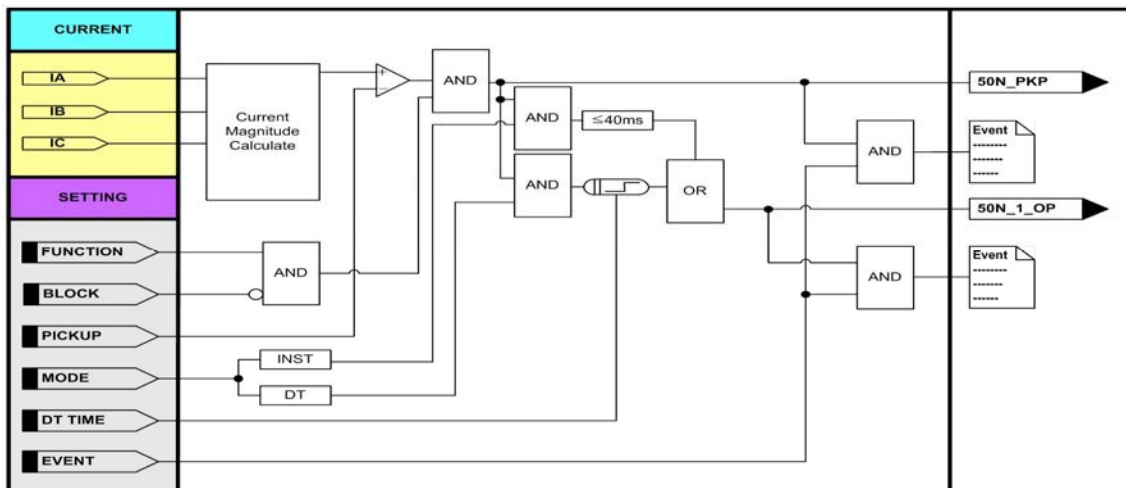 CURRENT
IA
IB
IC
SETTING
FUNCTION
BLOCK
PICKUP
MODE
DT TIME
EVENT
Current
Magnitude
Calculate
+
−
AND
AND
AND
≤40ms
AND
OR
AND
INST
DT
AND
AND
50N_PKP
Event
--------
-------
------
50N_1_OP
Event
--------
-------
------